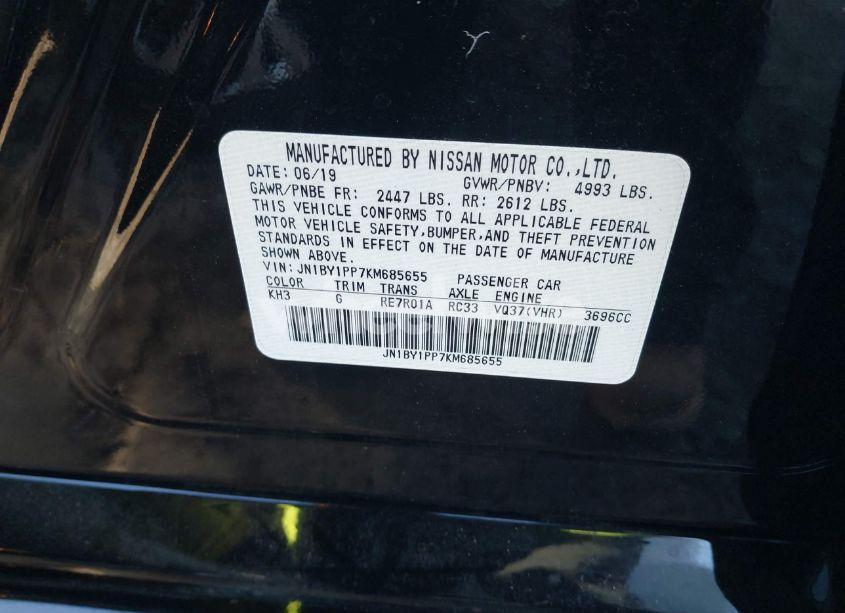 MANUFACTURED BY NISSAN MOTOR CO.,LTD.
DATE: 06/19 GVWR/PNBV: 4993 LBS.
GAWR/PNBE FR: 2447 LBS. RR: 2612 LBS.
THIS VEHICLE CONFORMS TO ALL APPLICABLE FEDERAL
MOTOR VEHICLE SAFETY,BUMPER,AND THEFT PREVENTION
STANDARDS IN EFFECT ON THE DATE OF MANUFACTURE
SHOWN ABOVE.
VIN: JN1BY1PP7KM685655 PASSENGER CAR
COLOR TRIM TRANS AXLE ENGINE
KH3 G RE7R01A RC33 VQ37(VHR) 3696CC
JN1BY1PP7KM685655